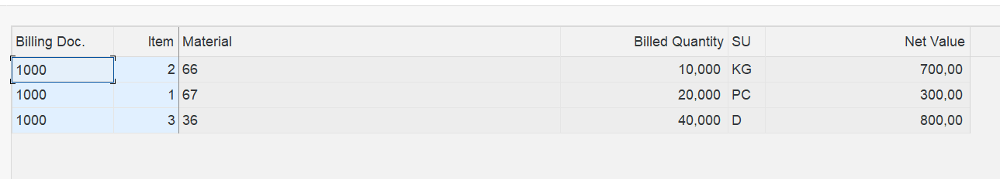 Billing Doc. Item Material Billed Quantity SU Net Value
1000 2 66 10,000 KG 700,00
1000 1 67 20,000 PC 300,00
1000 3 36 40,000 D 800,00